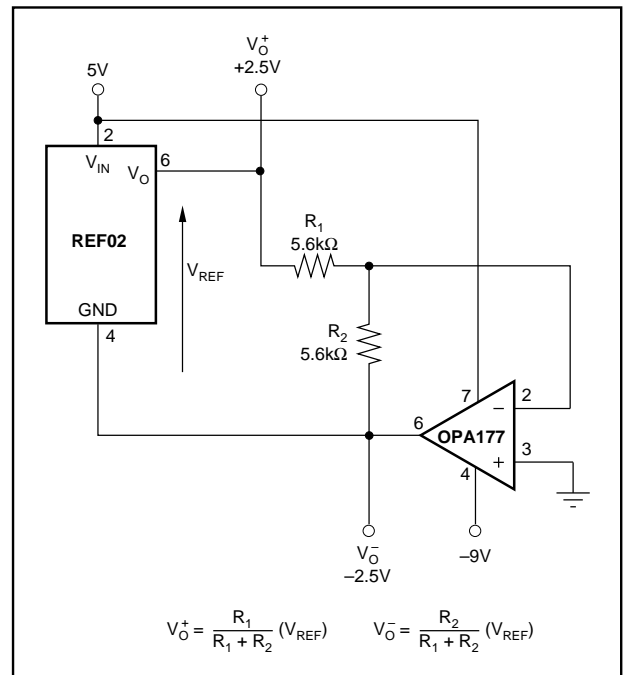 V_O^+
+2.5V
5V
2
V_IN
V_O
6
REF02
V_REF
GND
4
R_1
5.6kΩ
R_2
5.6kΩ
7
2
−
6
OPA177
+
3
4
V_O^−
−2.5V
−9V
V_O^+ = R_1 / (R_1 + R_2) (V_REF)
V_O^− = R_2 / (R_1 + R_2) (V_REF)